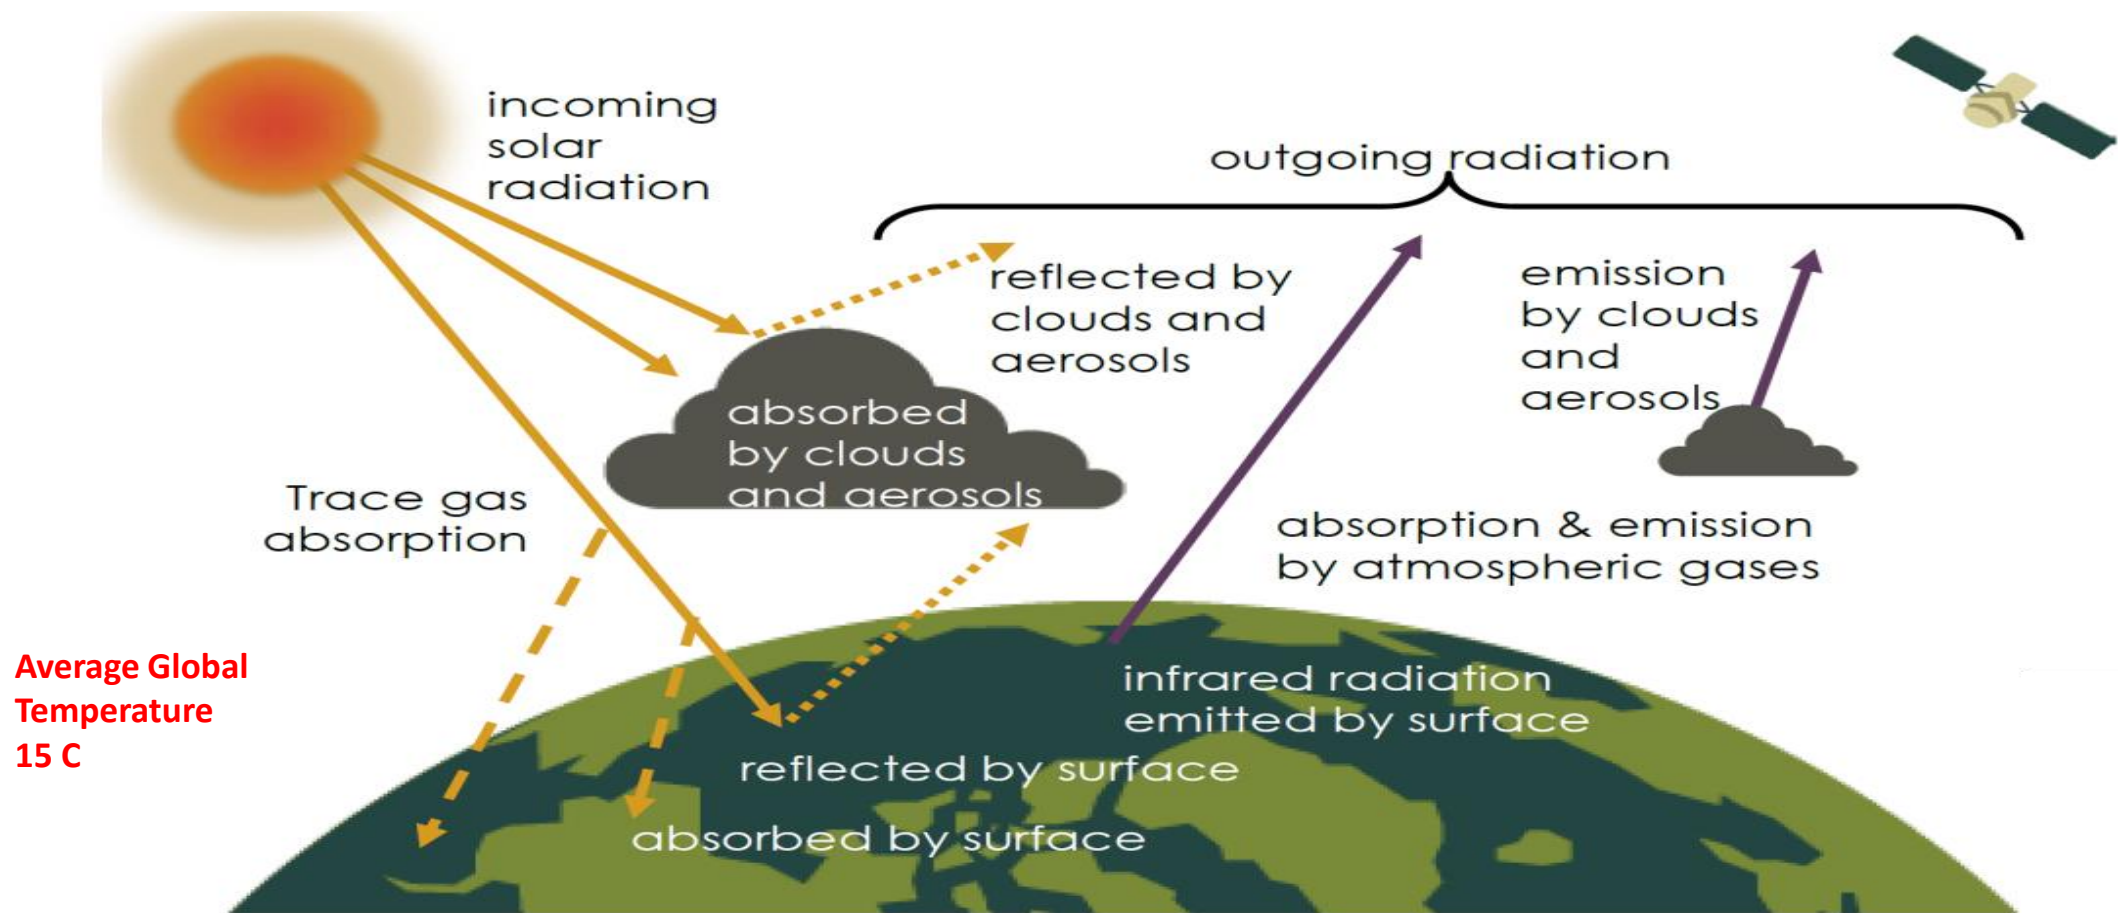 incoming
solar
radiation
outgoing radiation
reflected by
clouds and
aerosols
emission
by clouds
and
aerosols
absorbed
by clouds
and aerosols
Trace gas
absorption
absorption & emission
by atmospheric gases
Average Global
Temperature
15 C
infrared radiation
emitted by surface
reflected by surface
absorbed by surface